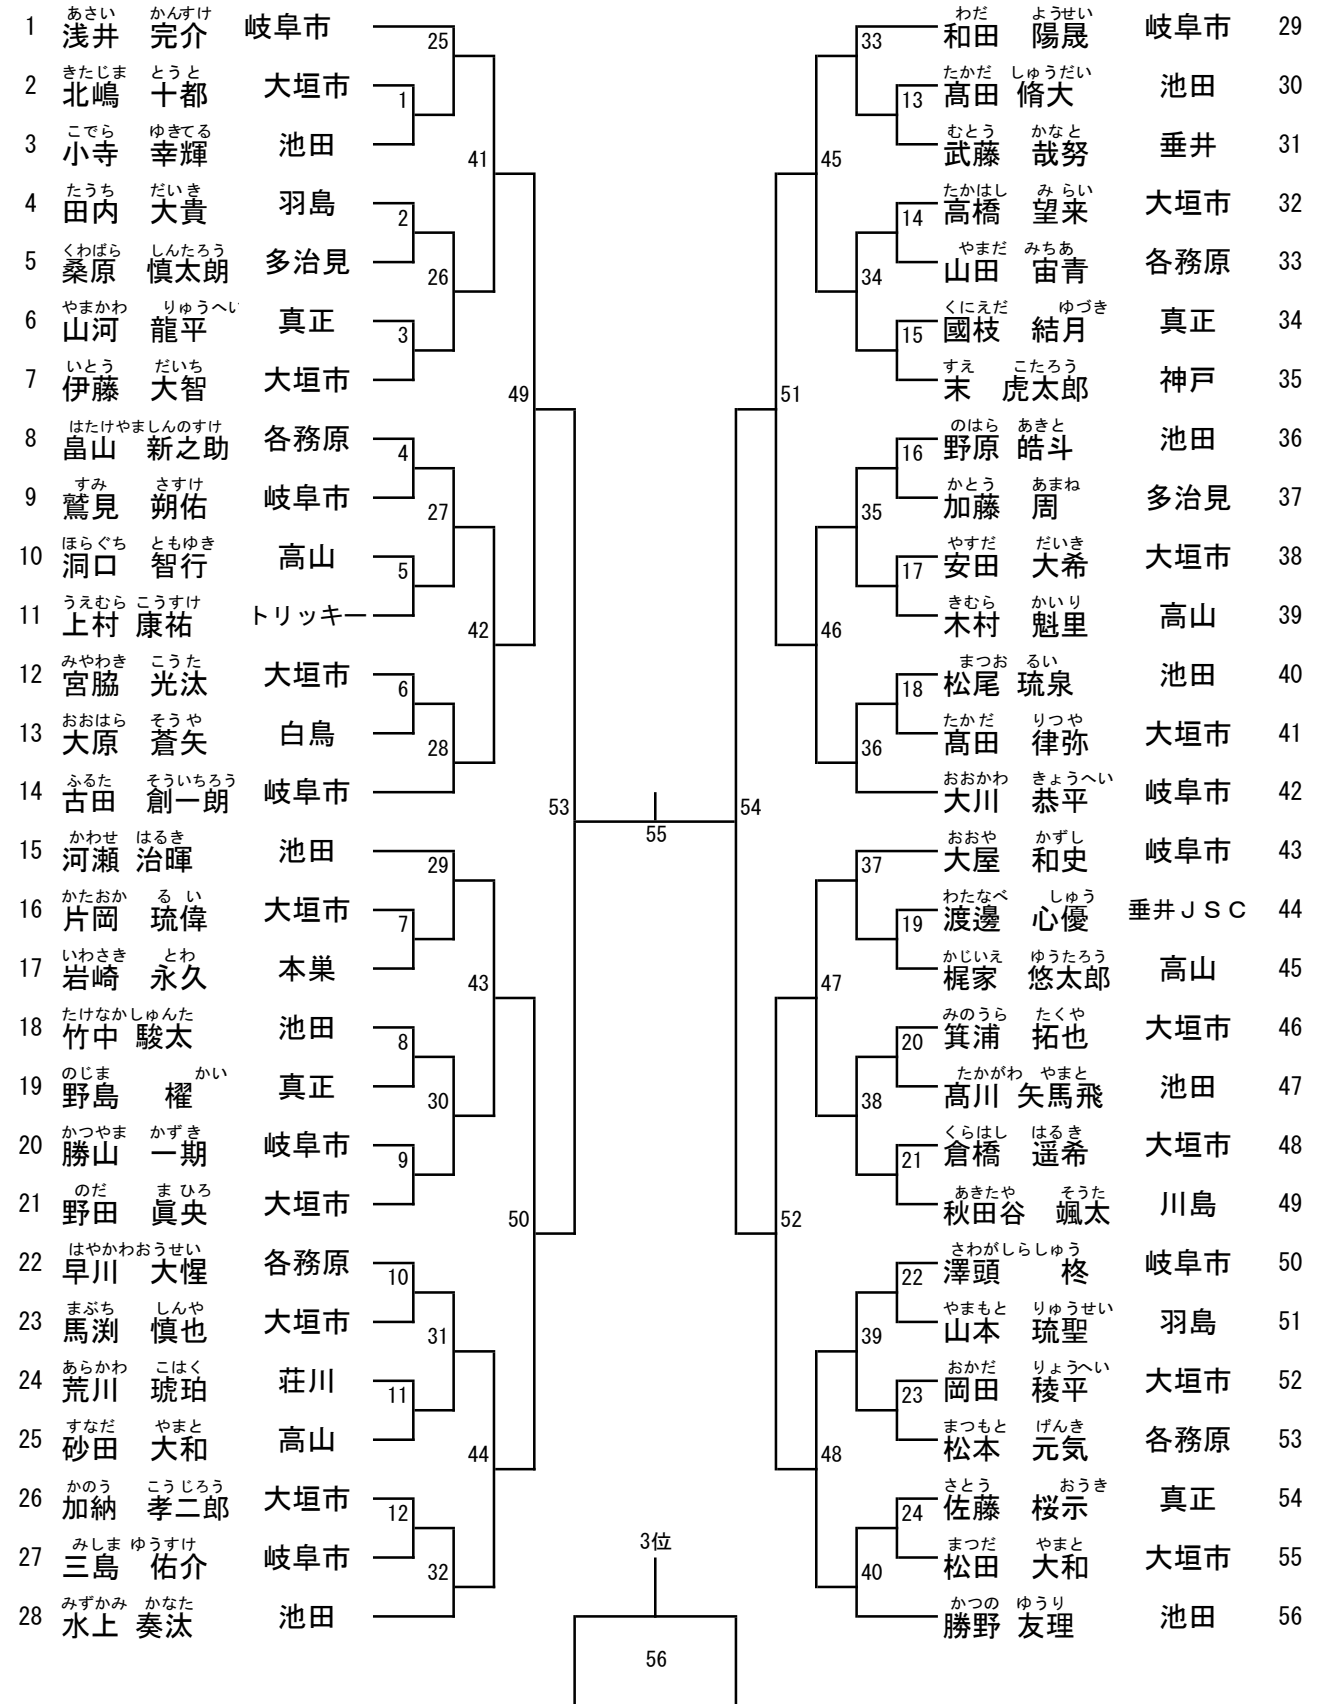 あさい かんすけ
1 浅井 完介 岐阜市
きたじま とうと
2 北嶋 十都 大垣市
こでら ゆきてる
3 小寺 幸輝 池田
たうち だいき
4 田内 大貴 羽島
くわばら しんたろう
5 桑原 慎太朗 多治見
やまかわ りゅうへい
6 山河 龍平 真正
いとう だいち
7 伊藤 大智 大垣市
はたけやましんのすけ
8 畠山 新之助 各務原
すみ さすけ
9 鷲見 朔佑 岐阜市
ほらぐち ともゆき
10 洞口 智行 高山
うえむら こうすけ
11 上村 康祐 トリッキー
みやわき こうた
12 宮脇 光汰 大垣市
おおはら そうや
13 大原 蒼矢 白鳥
ふるた そういちろう
14 古田 創一朗 岐阜市
かわせ はるき
15 河瀬 治暉 池田
かたおか る い
16 片岡 琉偉 大垣市
いわさき とわ
17 岩崎 永久 本巣
たけなかしゅんた
18 竹中 駿太 池田
のじま かい
19 野島 櫂 真正
かつやま かずき
20 勝山 一期 岐阜市
のだ ま ひろ
21 野田 眞央 大垣市
はやかわおうせい
22 早川 大惺 各務原
まぶち しんや
23 馬渕 慎也 大垣市
あらかわ こはく
24 荒川 琥珀 荘川
すなだ やまと
25 砂田 大和 高山
かのう こうじろう
26 加納 孝二郎 大垣市
みしま ゆうすけ
27 三島 佑介 岐阜市
みずかみ かなた
28 水上 奏汰 池田
25
1
41
2
26
3
49
4
27
5
42
6
28
53
29
7
43
8
30
9
50
10
31
11
44
12
32
55
3位
56
54
33
13
45
14
34
15
51
16
35
17
46
18
36
37
19
47
20
38
21
52
22
39
23
48
24
40
わだ ようせい
和田 陽晟 岐阜市 29
たかだ しゅうだい
髙田 脩大 池田 30
むとう かなと
武藤 哉努 垂井 31
たかはし み らい
高橋 望来 大垣市 32
やまだ みちあ
山田 宙青 各務原 33
くにえだ ゆづき
國枝 結月 真正 34
すえ こたろう
末 虎太郎 神戸 35
のはら あきと
野原 皓斗 池田 36
かとう あまね
加藤 周 多治見 37
やすだ だいき
安田 大希 大垣市 38
きむら かいり
木村 魁里 高山 39
まつお るい
松尾 琉泉 池田 40
たかだ りつや
髙田 律弥 大垣市 41
おおかわ きょうへい
大川 恭平 岐阜市 42
おおや かずし
大屋 和史 岐阜市 43
わたなべ しゅう
渡邊 心優 垂井ＪＳＣ 44
かじいえ ゆうたろう
梶家 悠太郎 高山 45
みのうら たくや
箕浦 拓也 大垣市 46
たかがわ やまと
髙川 矢馬飛 池田 47
くらはし はるき
倉橋 遥希 大垣市 48
あきたや そうた
秋田谷 颯太 川島 49
さわがしらしゅう
澤頭 柊 岐阜市 50
やまもと りゅうせい
山本 琉聖 羽島 51
おかだ りょうへい
岡田 稜平 大垣市 52
まつもと げんき
松本 元気 各務原 53
さとう おうき
佐藤 桜示 真正 54
まつだ やまと
松田 大和 大垣市 55
かつの ゆうり
勝野 友理 池田 56